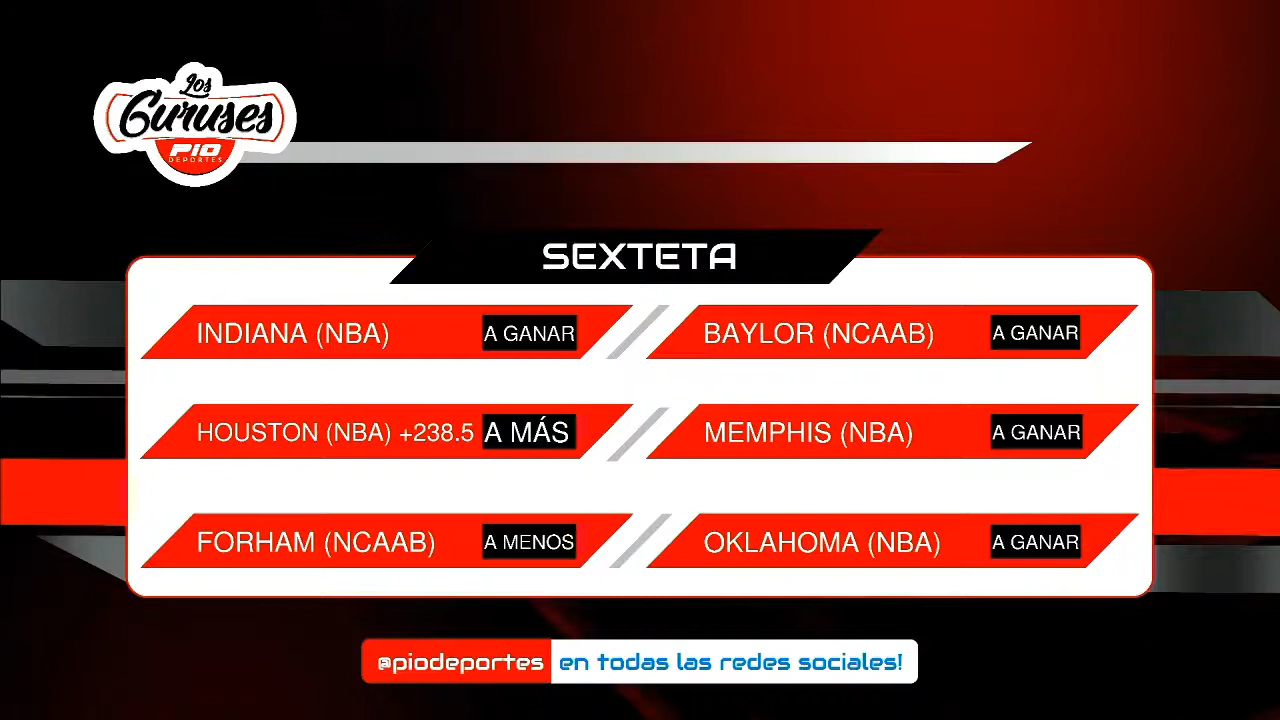 Los
Guruses
PIO
DEPORTES
SEXTETA
INDIANA (NBA) A GANAR
BAYLOR (NCAAB) A GANAR
HOUSTON (NBA) +238.5 A MÁS
MEMPHIS (NBA) A GANAR
FORHAM (NCAAB) A MENOS
OKLAHOMA (NBA) A GANAR
@piodeportes en todas las redes sociales!